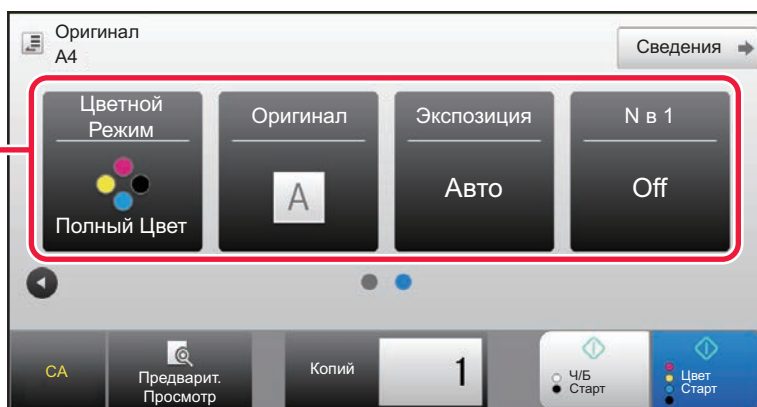 Оригинал
A4
Сведения
Цветной
Режим
Полный Цвет
Оригинал
A
Экспозиция
Авто
N в 1
Off
CA
Предварит.
Просмотр
Копий
1
Ч/Б
Старт
Цвет
Старт